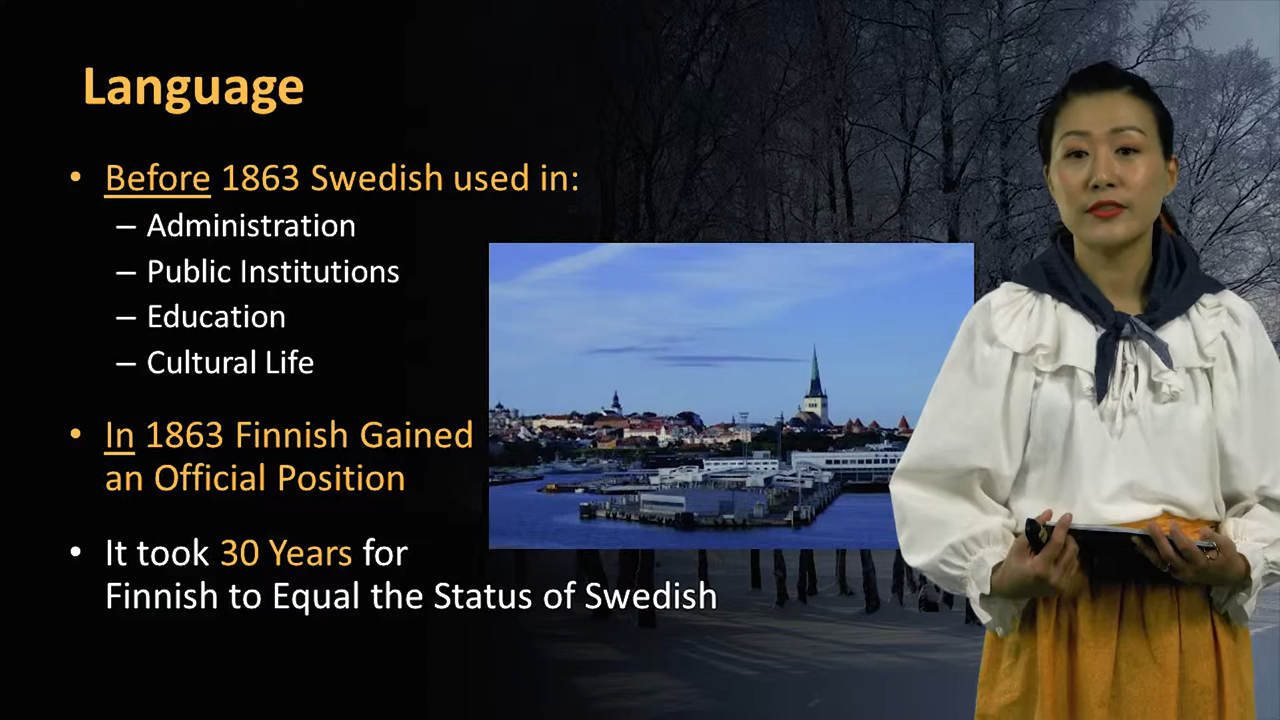 Language
• Before 1863 Swedish used in:
– Administration
– Public Institutions
– Education
– Cultural Life
• In 1863 Finnish Gained
an Official Position
• It took 30 Years for
Finnish to Equal the Status of Swedish